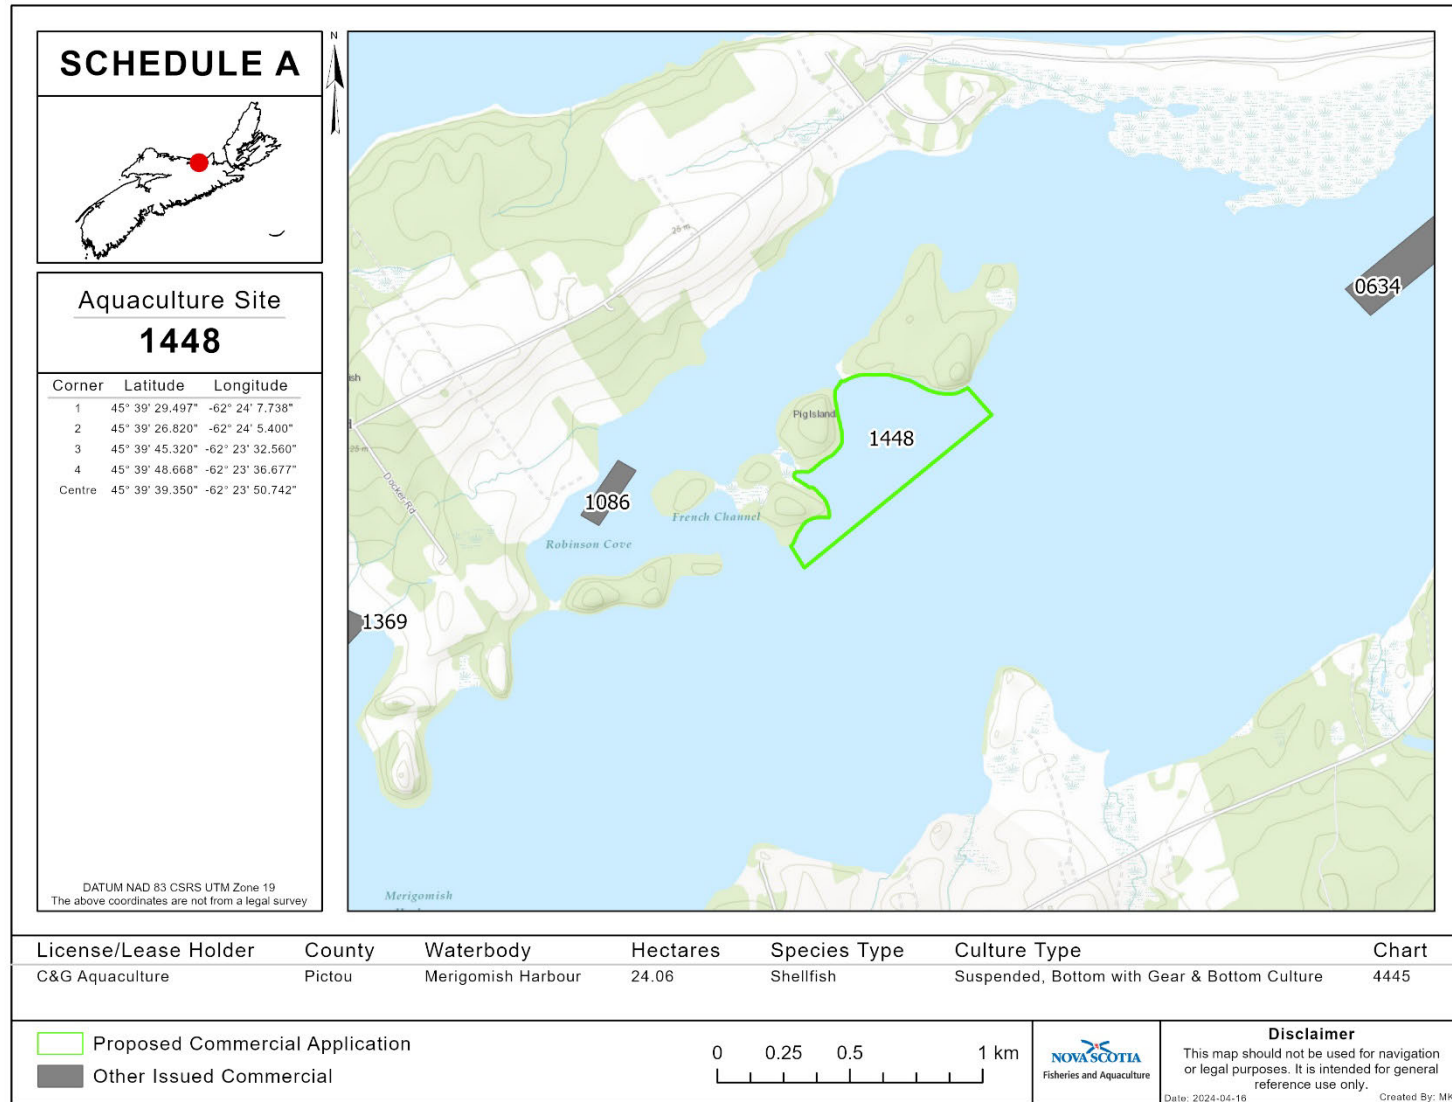 SCHEDULE A
N
Aquaculture Site
1448
Corner Latitude Longitude
1 45° 39' 29.497" -62° 24' 7.738"
2 45° 39' 26.820" -62° 24' 5.400"
3 45° 39' 45.320" -62° 23' 32.560"
4 45° 39' 48.668" -62° 23' 36.677"
Centre 45° 39' 39.350" -62° 23' 50.742"
DATUM NAD 83 CSRS UTM Zone 19
The above coordinates are not from a legal survey
25 m
0634
Pig Island
1448
25 m
Docker Rd
1086
French Channel
Robinson Cove
1369
Merigomish
License/Lease Holder County Waterbody Hectares Species Type Culture Type Chart
C&G Aquaculture Pictou Merigomish Harbour 24.06 Shellfish Suspended, Bottom with Gear & Bottom Culture 4445
Proposed Commercial Application
Other Issued Commercial
0 0.25 0.5 1 km
NOVA SCOTIA
Fisheries and Aquaculture
Disclaimer
This map should not be used for navigation
or legal purposes. It is intended for general
reference use only.
Date: 2024-04-16 Created By: MK